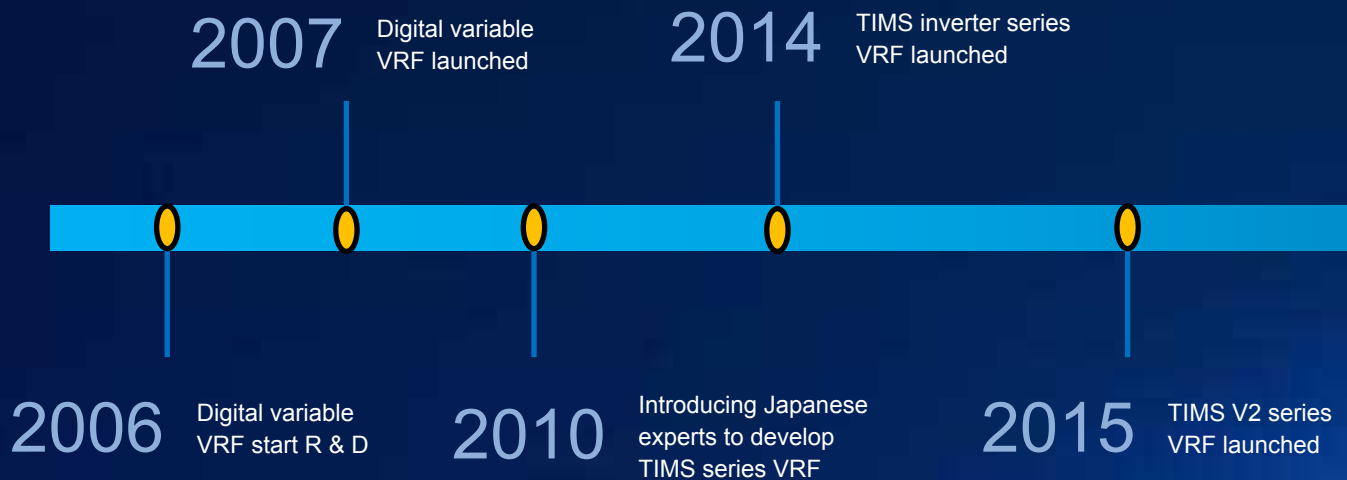 2007
Digital variable
VRF launched
2014
TIMS inverter series
VRF launched
2006
Digital variable
VRF start R & D
2010
Introducing Japanese
experts to develop
TIMS series VRF
2015
TIMS V2 series
VRF launched